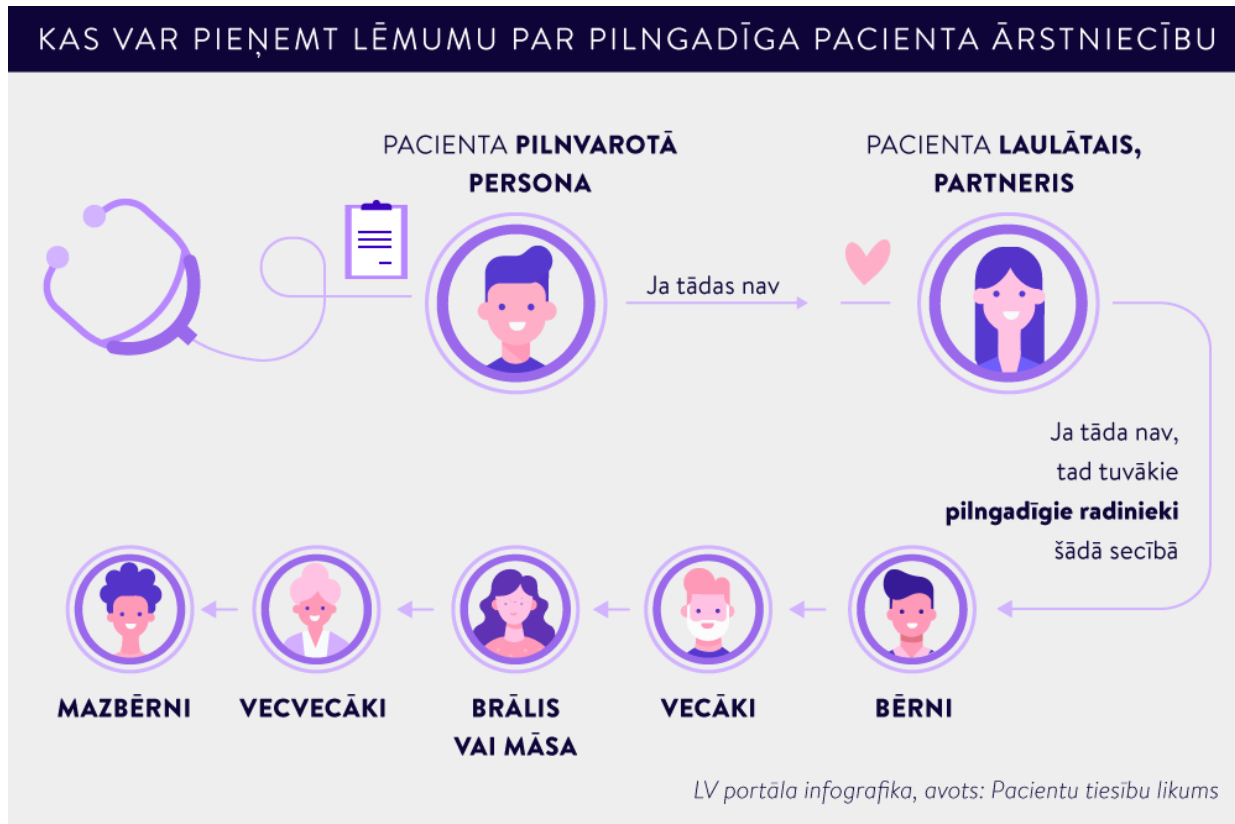 KAS VAR PIEŅEMT LĒMUMU PAR PILNGADĪGA PACIENTA ĀRSTNIECĪBU
PACIENTA PILNVAROTĀ
PERSONA
PACIENTA LAULĀTAIS,
PARTNERIS
Ja tādas nav
Ja tāda nav,
tad tuvākie
pilngadīgie radinieki
šādā secībā
BĒRNI
VECĀKI
BRĀLIS
VAI MĀSA
VECVECĀKI
MAZBĒRNI
LV portāla infografika, avots: Pacientu tiesību likums